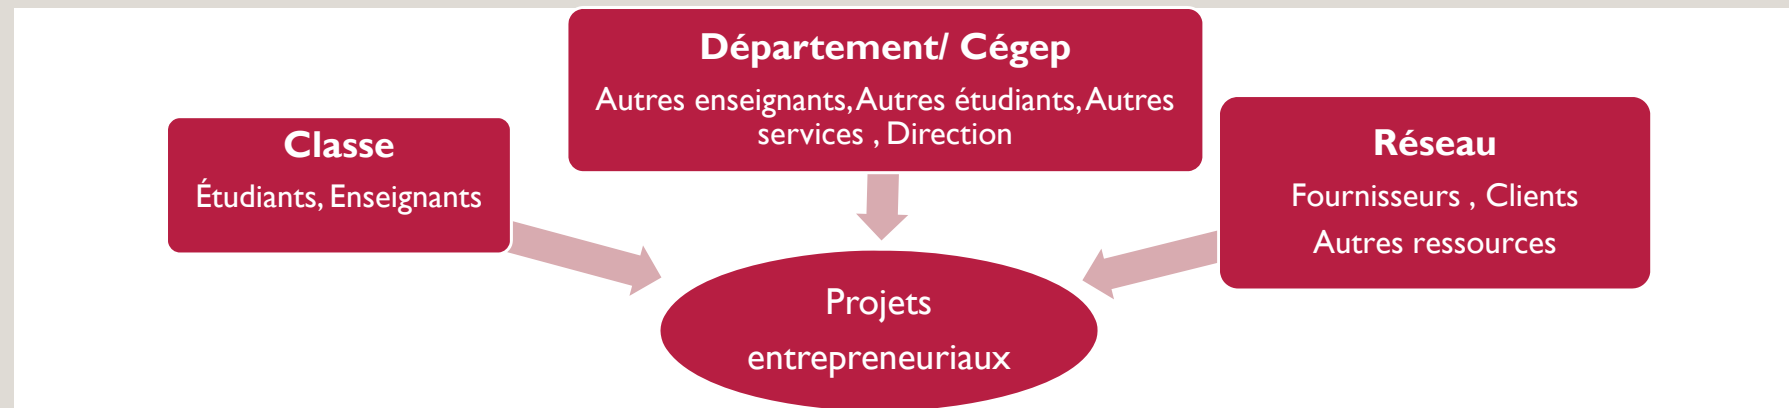 Département/ Cégep
Autres enseignants, Autres étudiants, Autres
services , Direction
Classe
Étudiants, Enseignants
Réseau
Fournisseurs , Clients
Autres ressources
Projets
entrepreneuriaux